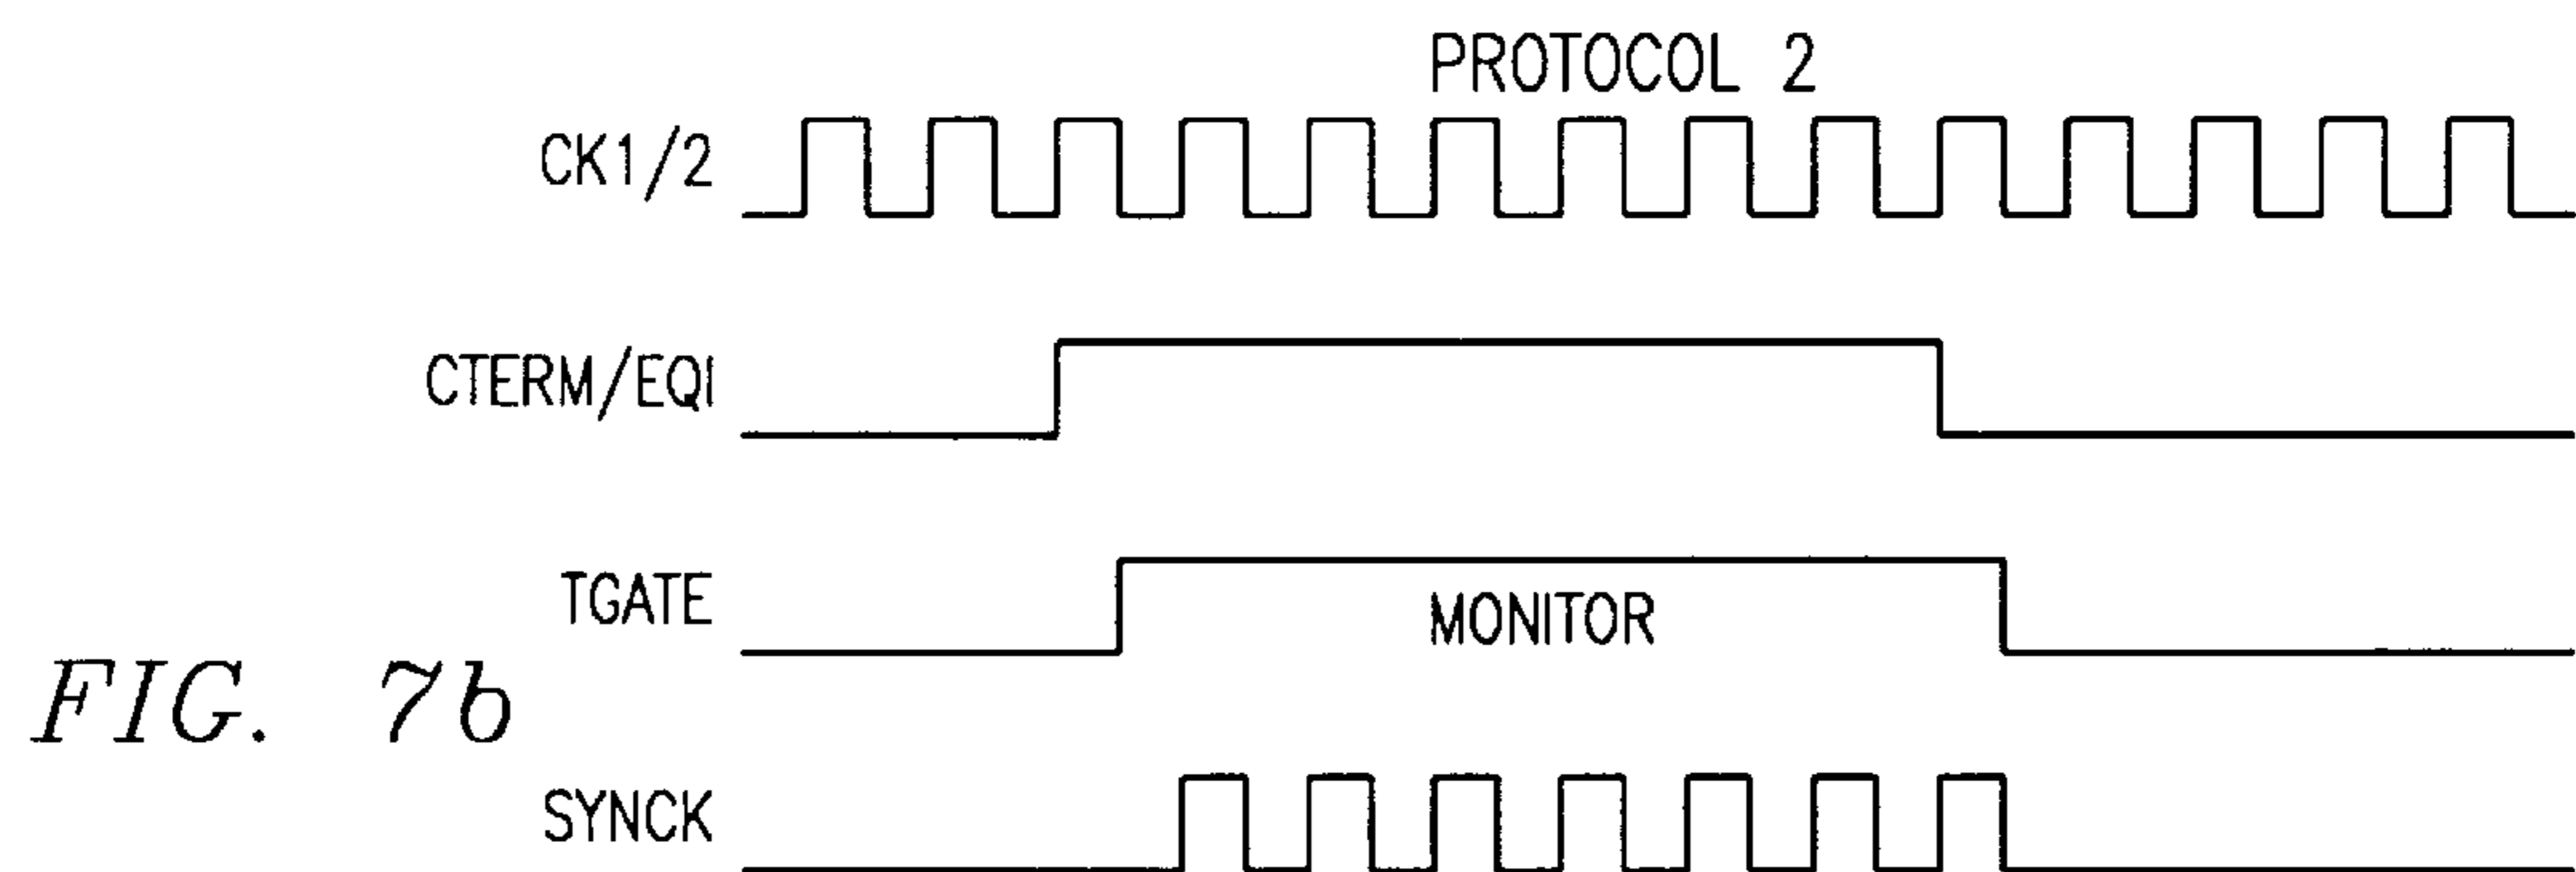 PROTOCOL 2
CK1/2
CTERM/EQI
TGATE
MONITOR
FIG. 7b
SYNCK